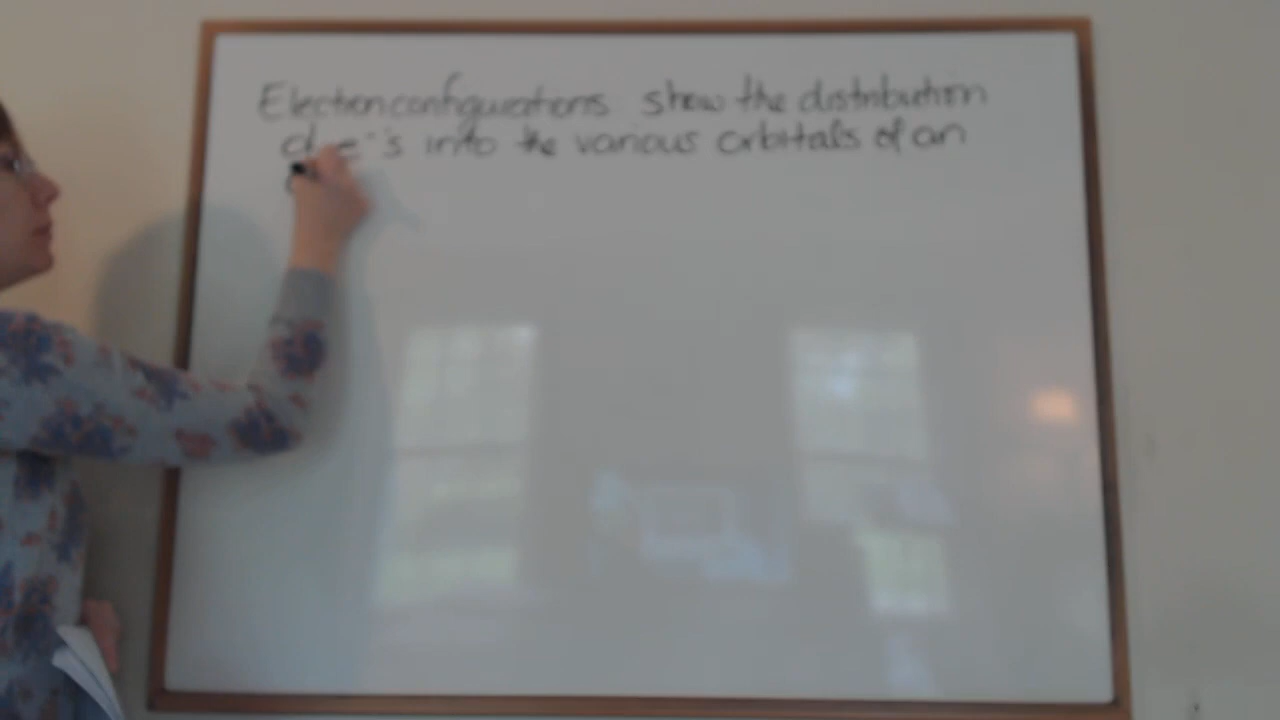 Electron configurations show the distribution
of e⁻'s into the various orbitals of an